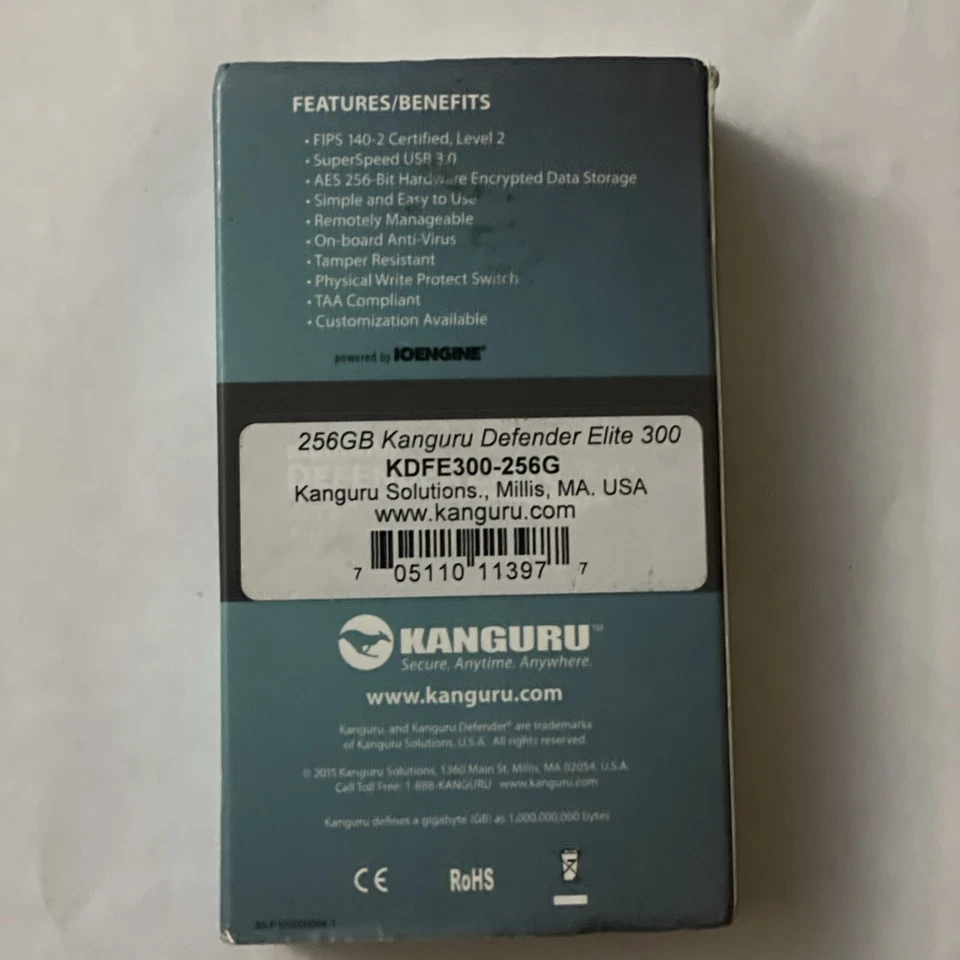 FEATURES/BENEFITS
• FIPS 140-2 Certified, Level 2
• SuperSpeed USB 3.0
• AES 256-Bit Hardware Encrypted Data Storage
• Simple and Easy to Use
• Remotely Manageable
• On-board Anti-Virus
• Tamper Resistant
• Physical Write Protect Switch
• TAA Compliant
• Customization Available
powered by IOENGINE®
256GB Kanguru Defender Elite 300
KDFE300-256G
Kanguru Solutions., Millis, MA. USA
www.kanguru.com
7 05110 11397 7
KANGURU™
Secure. Anytime. Anywhere.
www.kanguru.com
Kanguru, and Kanguru Defender® are trademarks
of Kanguru Solutions, U.S.A. All rights reserved.
© 2015 Kanguru Solutions, 1360 Main St, Millis, MA 02054, U.S.A.
Call Toll Free: 1-888-KANGURU www.kanguru.com
Kanguru defines a gigabyte (GB) as 1,000,000,000 bytes
CE RoHS